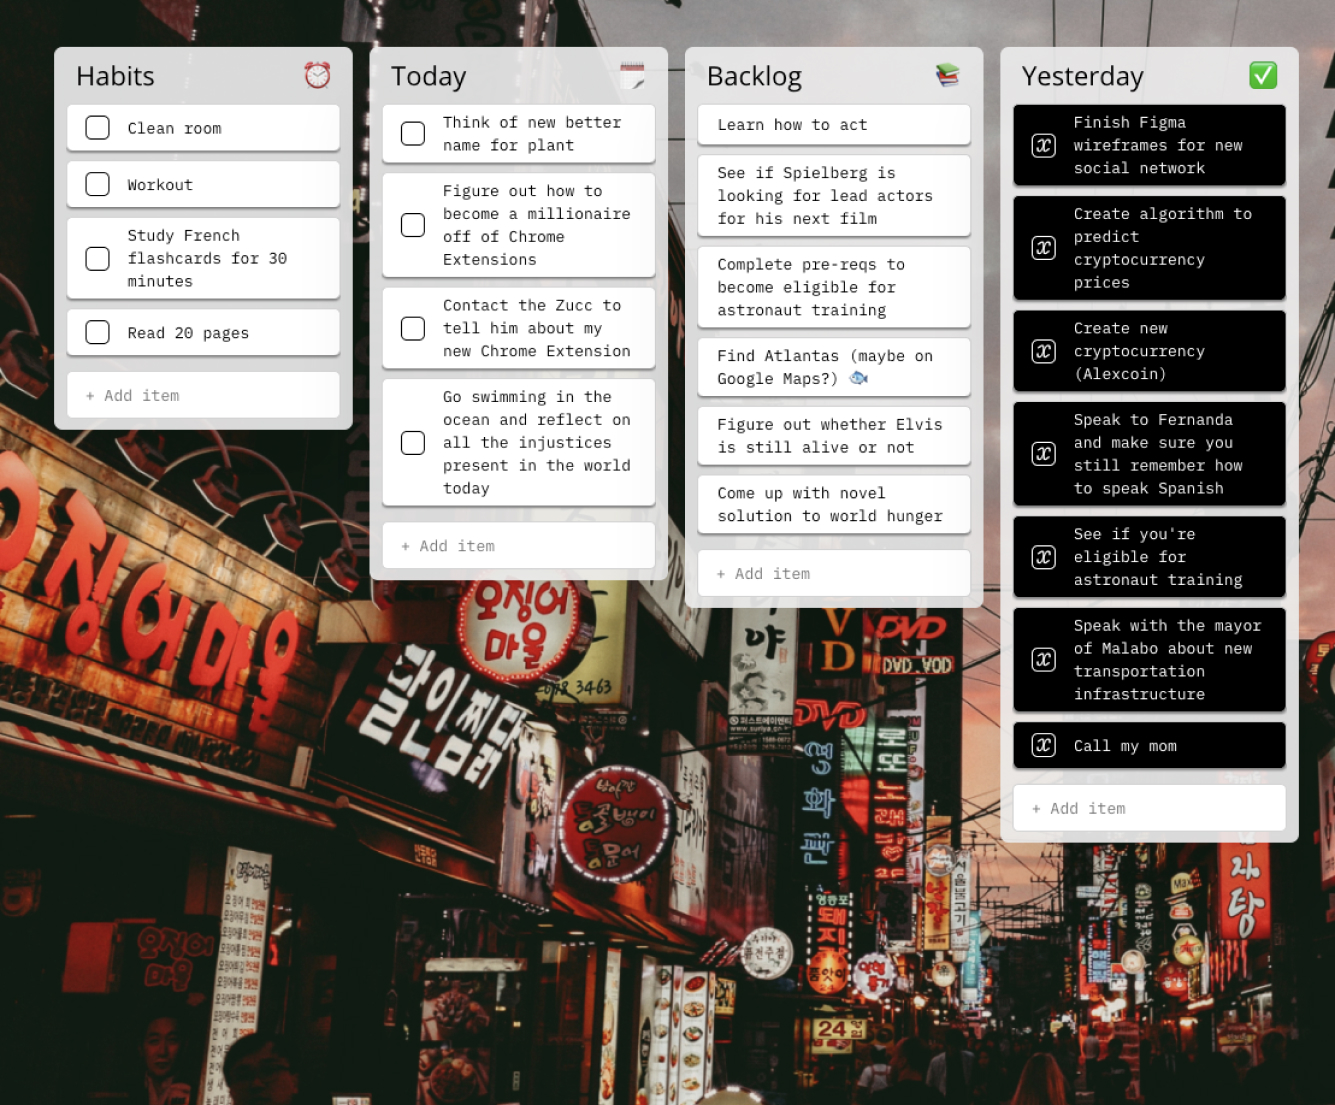 Habits ⏰
Clean room
Workout
Study French
flashcards for 30
minutes
Read 20 pages
+ Add item
Today
Think of new better
name for plant
Figure out how to
become a millionaire
off of Chrome
Extensions
Contact the Zucc to
tell him about my
new Chrome Extension
Go swimming in the
ocean and reflect on
all the injustices
present in the world
today
+ Add item
Backlog 📚
Learn how to act
See if Spielberg is
looking for lead actors
for his next film
Complete pre-reqs to
become eligible for
astronaut training
Find Atlantas (maybe on
Google Maps?) 🐟
Figure out whether Elvis
is still alive or not
Come up with novel
solution to world hunger
+ Add item
Yesterday ✅
Finish Figma
wireframes for new
social network
Create algorithm to
predict
cryptocurrency
prices
Create new
cryptocurrency
(Alexcoin)
Speak to Fernanda
and make sure you
still remember how
to speak Spanish
See if you're
eligible for
astronaut training
Speak with the mayor
of Malabo about new
transportation
infrastructure
Call my mom
+ Add item
오징어마을
오징어
마을
3463
야
DVD
DVD
영화
24
오징어
마을